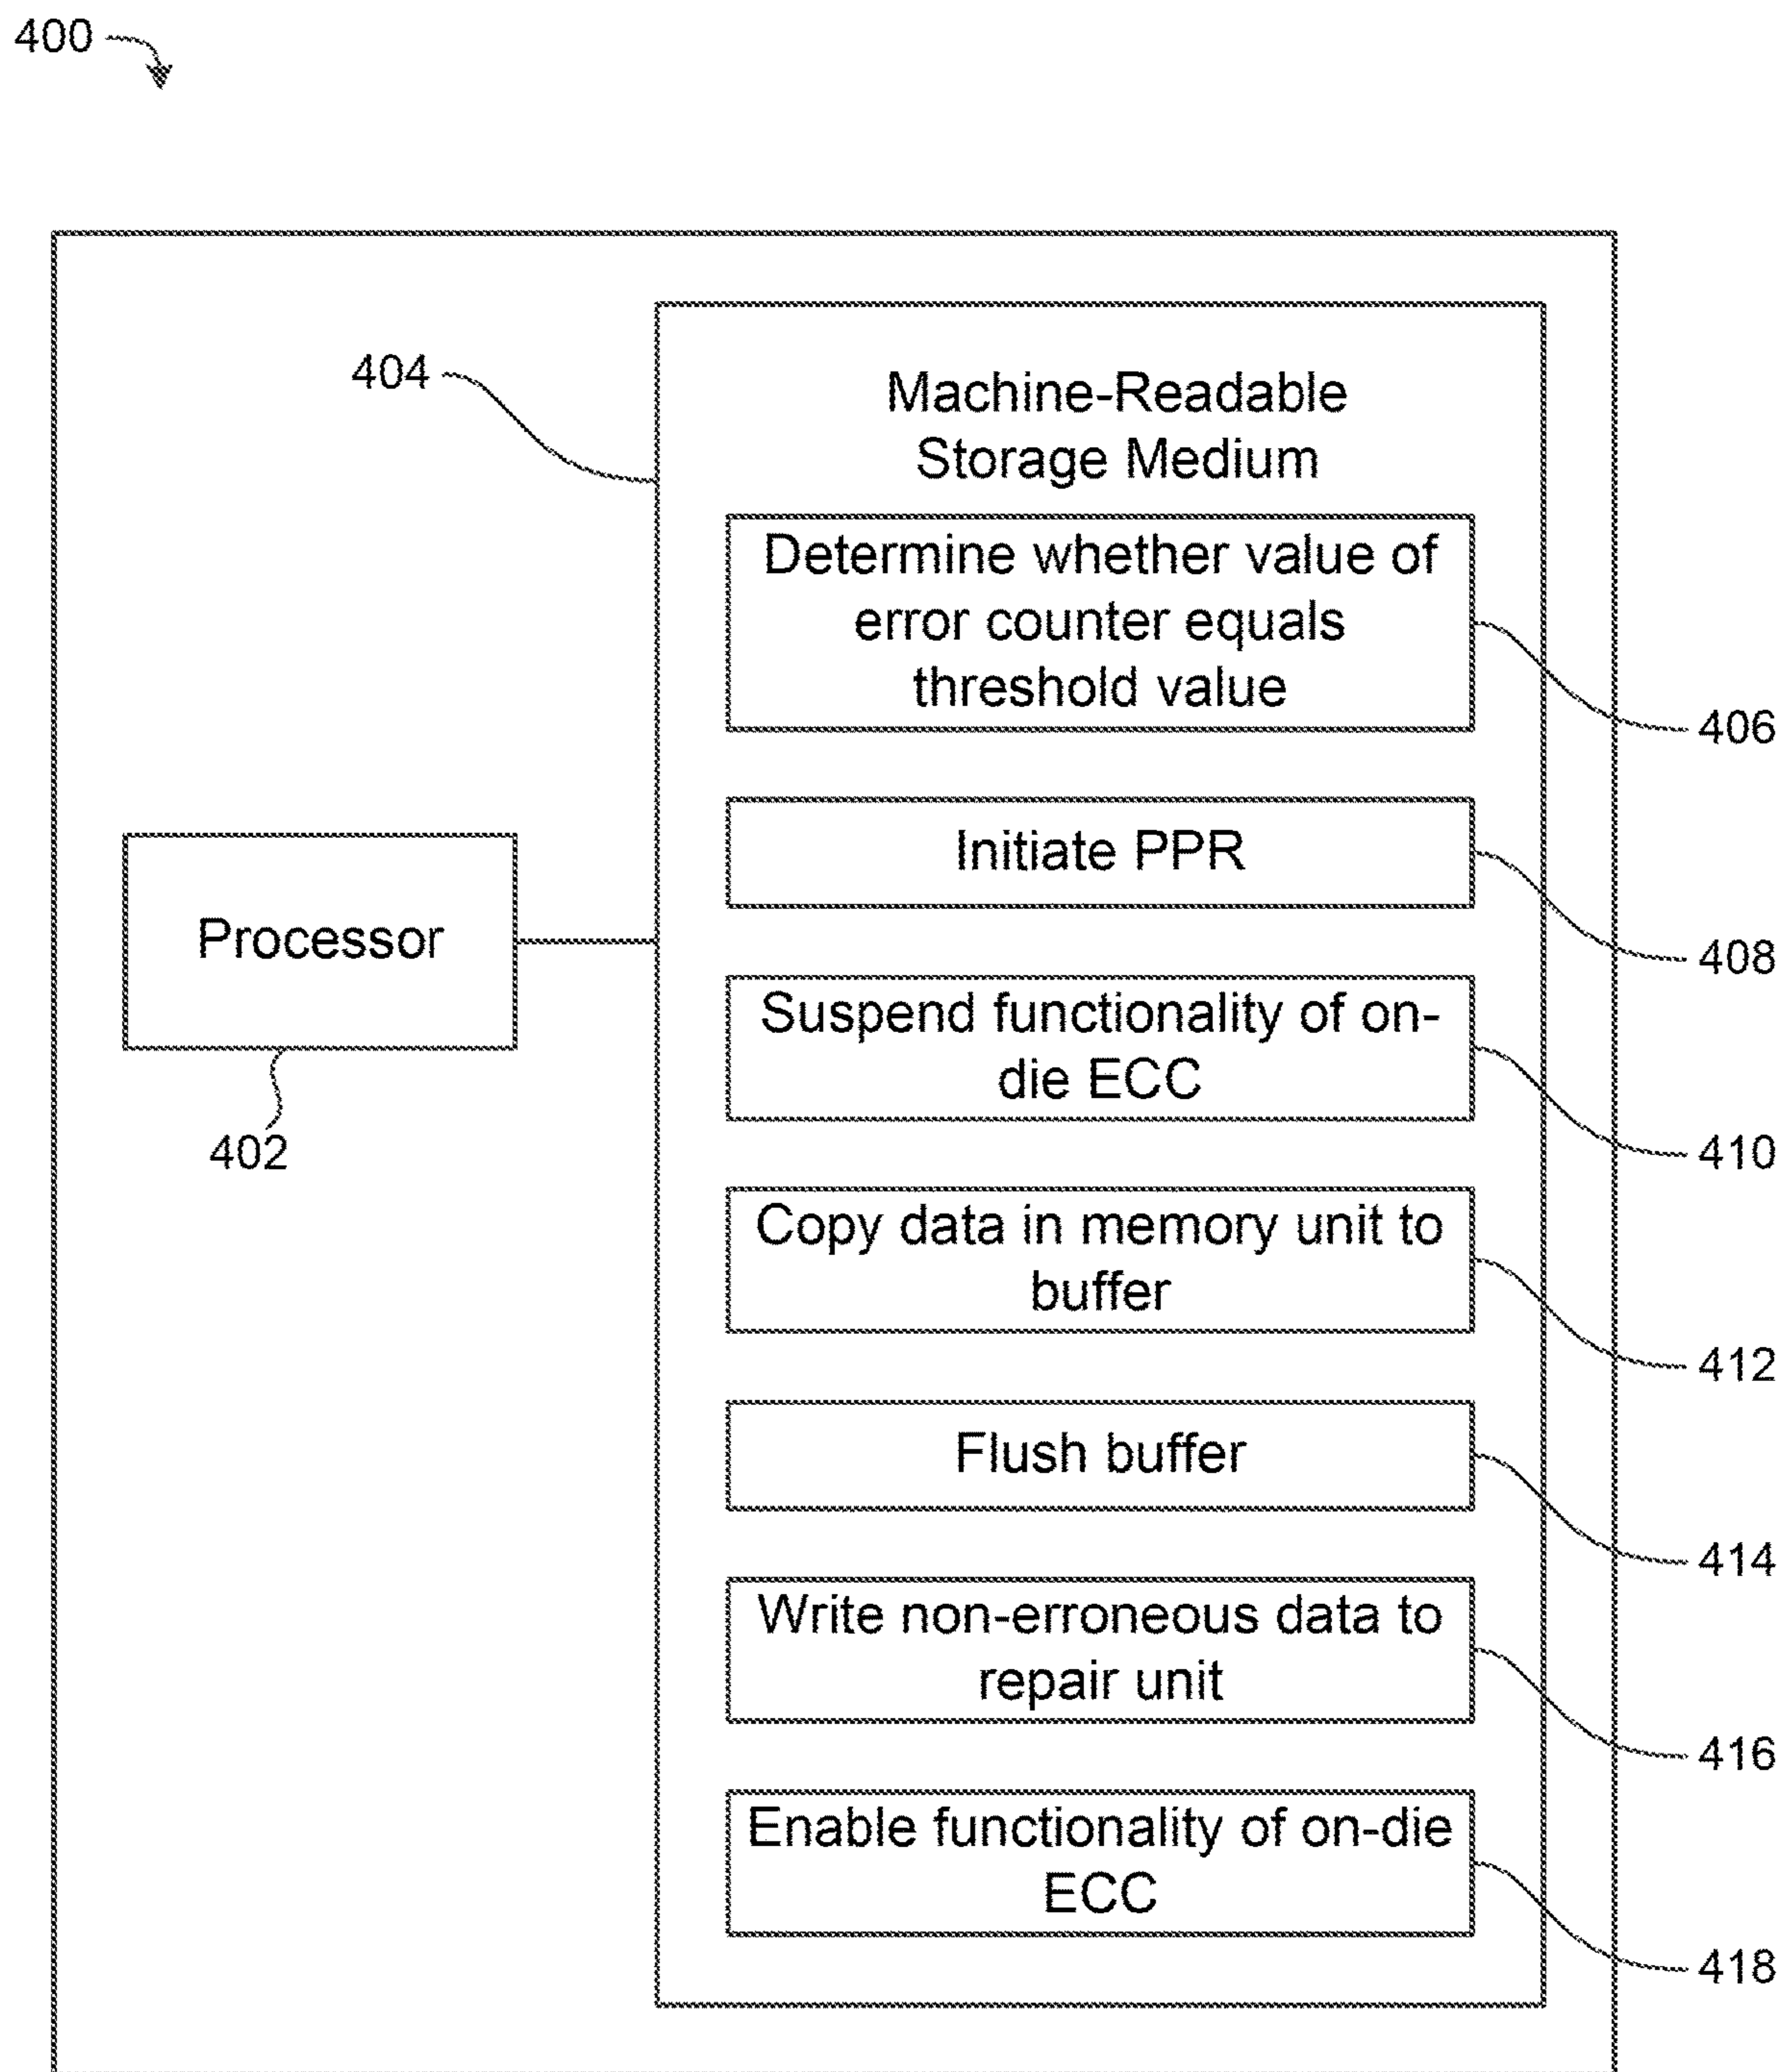 400
404
Machine-Readable
Storage Medium
Determine whether value of
error counter equals
threshold value
406
Initiate PPR
408
Processor
402
Suspend functionality of on-
die ECC
410
Copy data in memory unit to
buffer
412
Flush buffer
414
Write non-erroneous data to
repair unit
416
Enable functionality of on-die
ECC
418